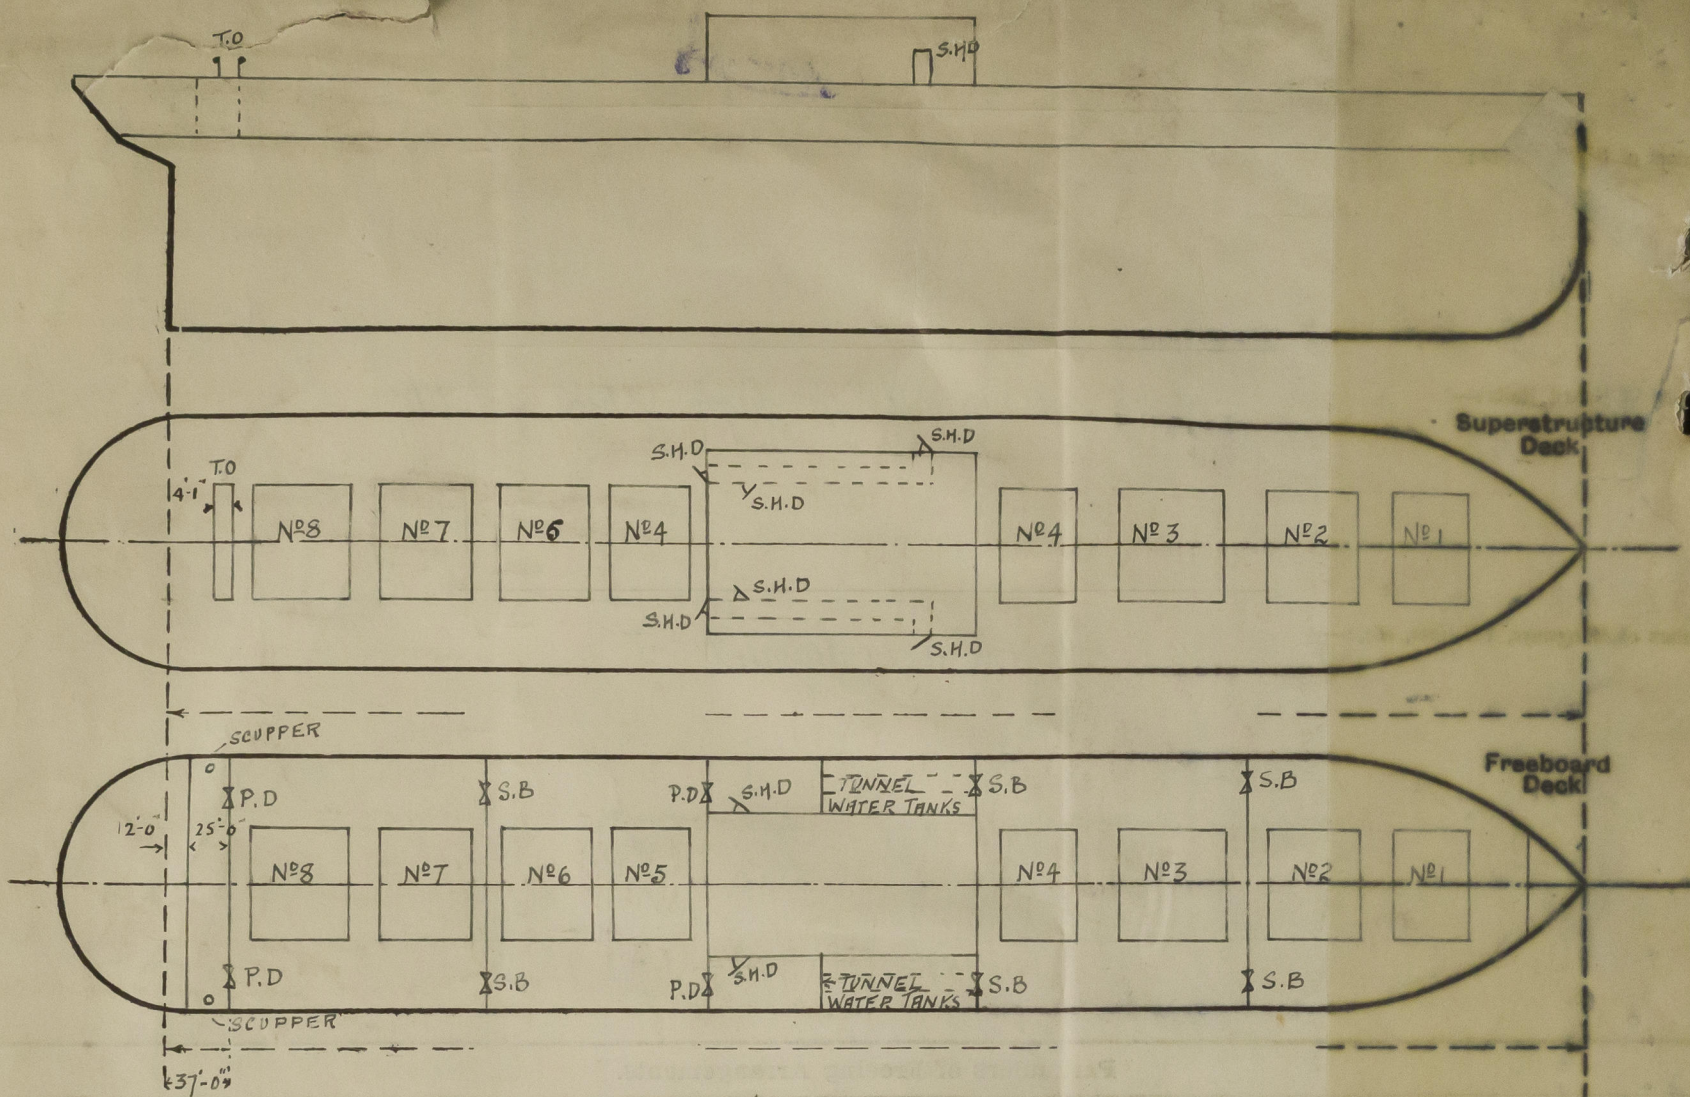 T.O
S.H.D
Superstructure
Deck
S.H.D
S.H.D
T.O
4'-1"
S.H.D
Nº8
Nº7
Nº6
Nº4
Nº4
Nº3
Nº2
Nº1
S.H.D
S.H.D
S.H.D
SCUPPER
Freeboard
Deck
P.D
S.B
P.D
S.H.D
TUNNEL
WATER TANKS
S.B
S.B
12'-0"
25'-0"
Nº8
Nº7
Nº6
Nº5
Nº4
Nº3
Nº2
Nº1
P.D
S.B
P.D
S.H.D
TUNNEL
WATER TANKS
S.B
S.B
SCUPPER
37'-0"